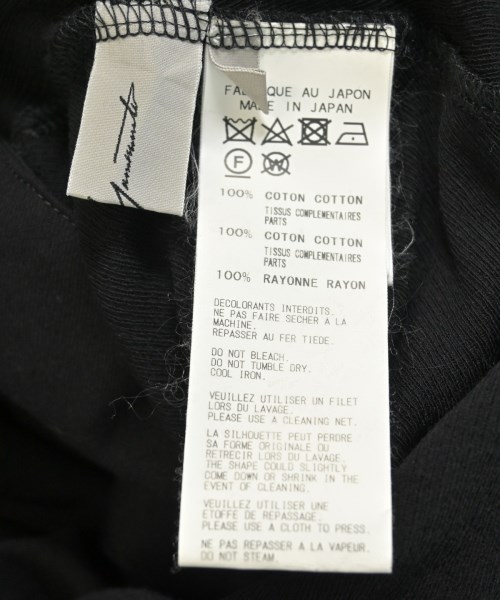 FABRIQUE AU JAPON
MADE IN JAPAN
F
W
100% COTON COTTON
TISSUS COMPLEMENTAIRES
PARTS
100% COTON COTTON
TISSUS COMPLEMENTAIRES
PARTS
100% RAYONNE RAYON
DECOLORANTS INTERDITS.
NE PAS FAIRE SECHER A LA
MACHINE.
REPASSER AU FER TIEDE.
DO NOT BLEACH.
DO NOT TUMBLE DRY.
COOL IRON.
VEUILLEZ UTILISER UN FILET
LORS DU LAVAGE.
PLEASE USE A CLEANING NET.
LA SILHOUETTE PEUT PERDRE
SA FORME ORIGINALE OU
RETRECIR LORS DU LAVAGE.
THE SHAPE COULD SLIGHTLY
COME DOWN OR SHRINK IN THE
EVENT OF CLEANING.
VEUILLEZ UTILISER UNE
ETOFFE DE REPASSAGE.
PLEASE USE A CLOTH TO PRESS.
NE PAS REPASSER A LA VAPEUR.
DO NOT STEAM.